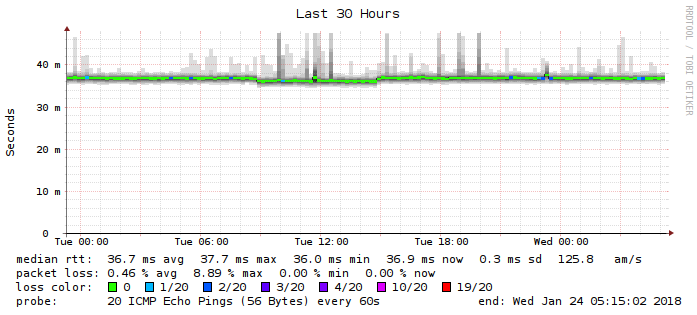 Last 30 Hours
RRDTOOL / TOBI OETIKER
Seconds
40 m
30 m
20 m
10 m
0
Tue 00:00 Tue 06:00 Tue 12:00 Tue 18:00 Wed 00:00
median rtt: 36.7 ms avg 37.7 ms max 36.0 ms min 36.9 ms now 0.3 ms sd 125.8 am/s
packet loss: 0.46 % avg 8.89 % max 0.00 % min 0.00 % now
loss color: 0 1/20 2/20 3/20 4/20 10/20 19/20
probe: 20 ICMP Echo Pings (56 Bytes) every 60s end: Wed Jan 24 05:15:02 2018